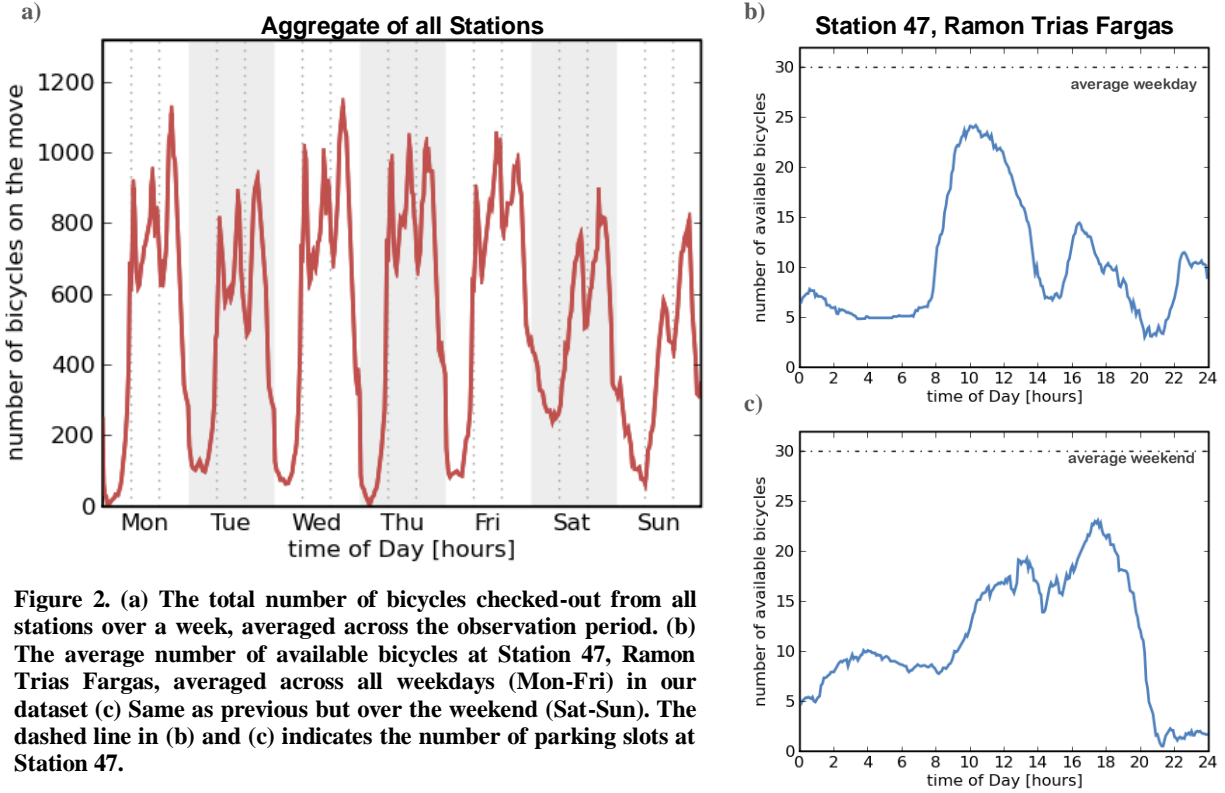 a)
Aggregate of all Stations
1200
1000
800
600
400
200
0
number of bicycles on the move
Mon Tue Wed Thu Fri Sat Sun
time of Day [hours]
Figure 2. (a) The total number of bicycles checked-out from all
stations over a week, averaged across the observation period. (b)
The average number of available bicycles at Station 47, Ramon
Trias Fargas, averaged across all weekdays (Mon-Fri) in our
dataset (c) Same as previous but over the weekend (Sat-Sun). The
dashed line in (b) and (c) indicates the number of parking slots at
Station 47.
b)
Station 47, Ramon Trias Fargas
30
25
20
15
10
5
0
number of available bicycles
average weekday
0 2 4 6 8 10 12 14 16 18 20 22 24
time of Day [hours]
c)
30
25
20
15
10
5
0
number of available bicycles
average weekend
0 2 4 6 8 10 12 14 16 18 20 22 24
time of Day [hours]